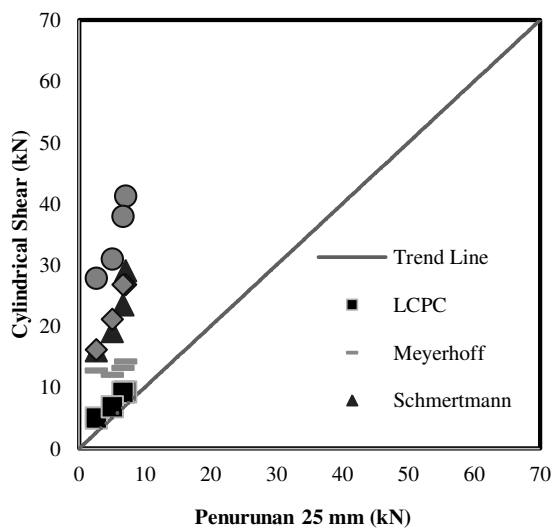 70
60
50
40
30
20
10
0
Cylindrical Shear (kN)
Trend Line
LCPC
Meyerhoff
Schmertmann
0 10 20 30 40 50 60 70
Penurunan 25 mm (kN)